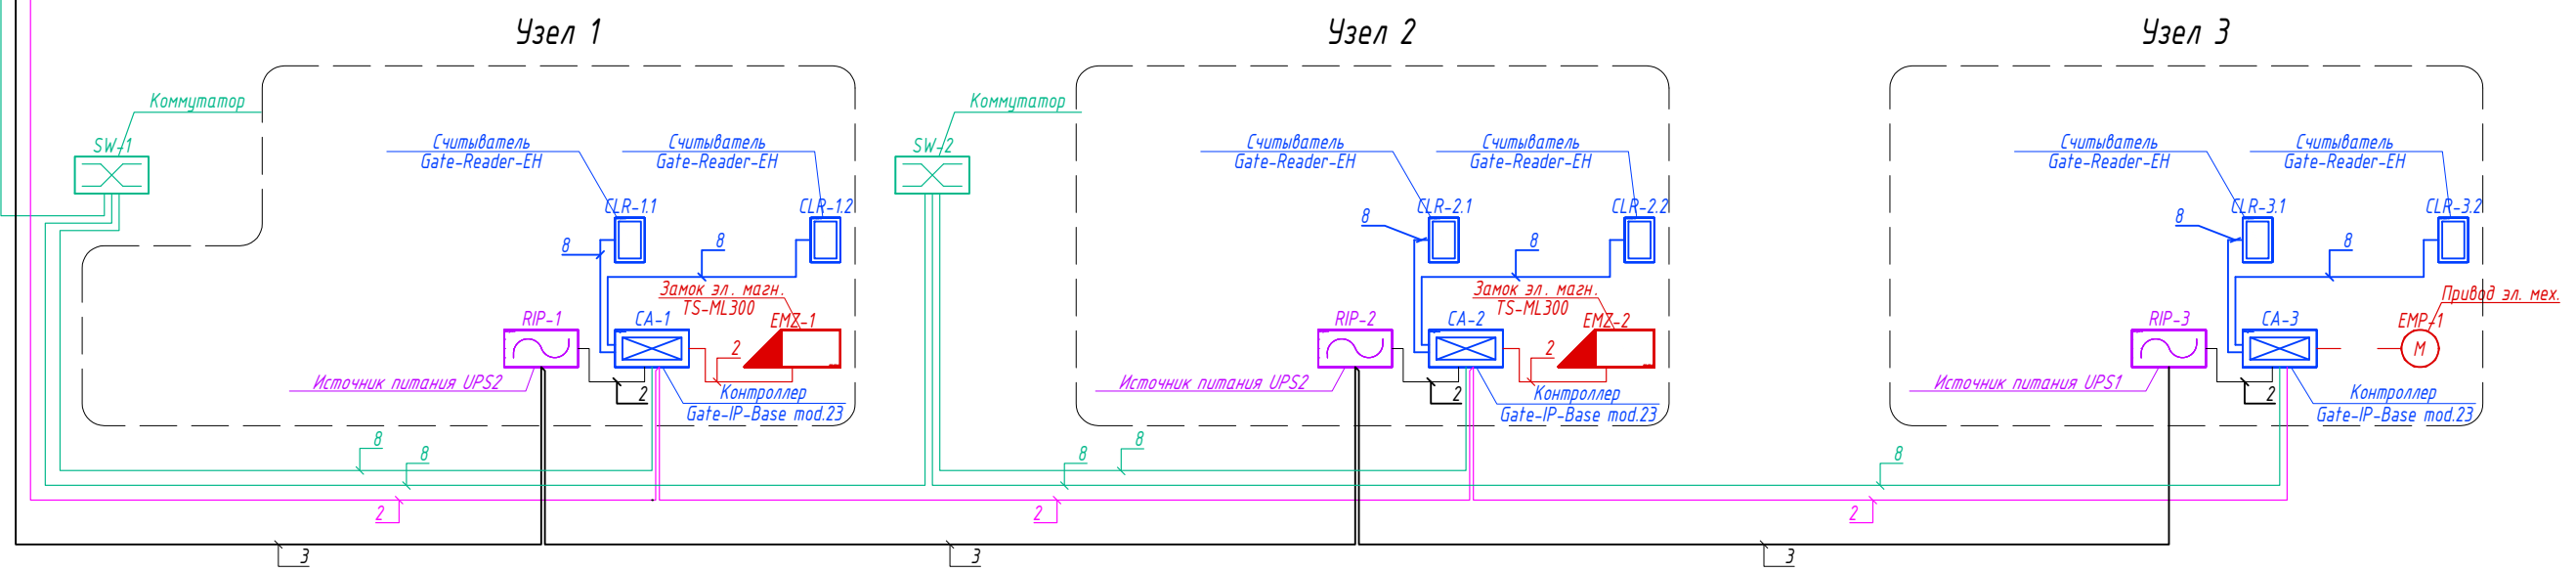 Узел 1
Узел 2
Узел 3
Коммутатор
SW-1
Считыватель
Gate-Reader-EH
Считыватель
Gate-Reader-EH
CLR-1.1
CLR-1.2
8
8
Замок эл. магн.
TS-ML300
RIP-1
CA-1
EMZ-1
2
Источник питания UPS2
2
Контроллер
Gate-IP-Base mod.23
Коммутатор
SW-2
Считыватель
Gate-Reader-EH
Считыватель
Gate-Reader-EH
CLR-2.1
CLR-2.2
8
8
Замок эл. магн.
TS-ML300
RIP-2
CA-2
EMZ-2
2
Источник питания UPS2
2
Контроллер
Gate-IP-Base mod.23
Считыватель
Gate-Reader-EH
Считыватель
Gate-Reader-EH
CLR-3.1
CLR-3.2
8
8
Привод эл. мех.
RIP-3
CA-3
EMP-1
M
Источник питания UPS1
2
Контроллер
Gate-IP-Base mod.23
8
8
8
8
8
2
2
2
3
3
3